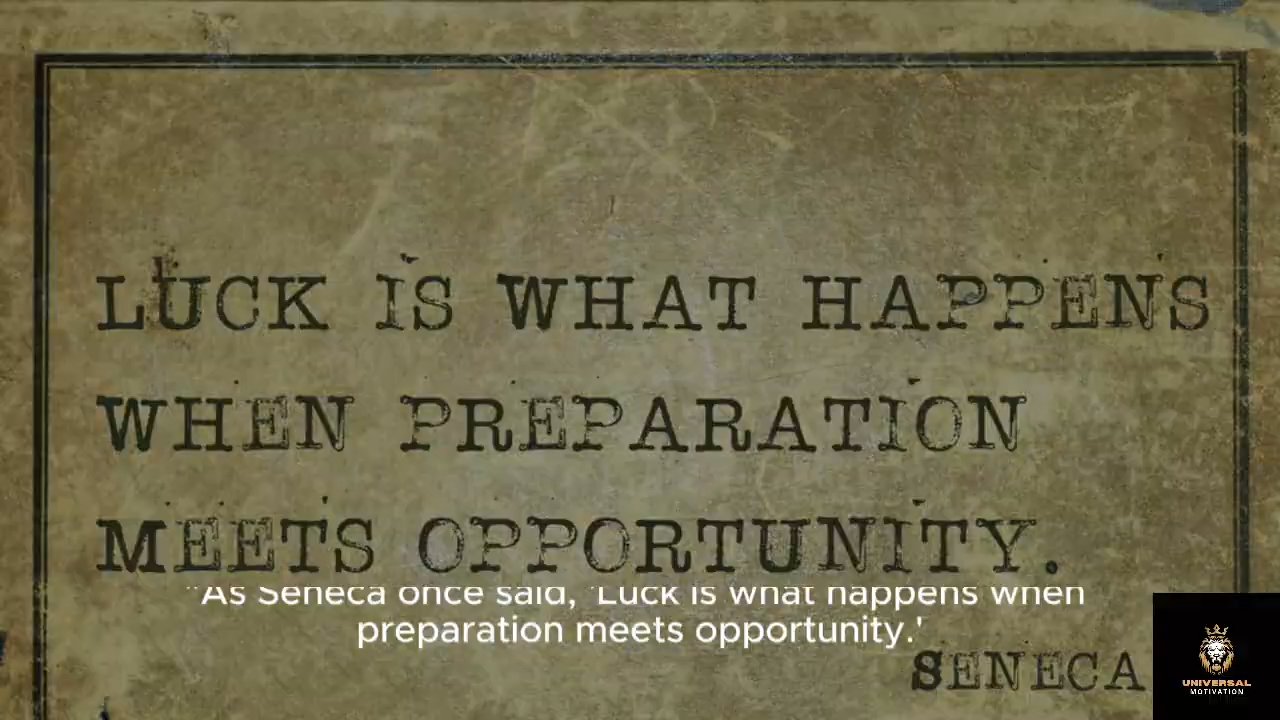 LUCK IS WHAT HAPPENS
WHEN PREPARATION
MEETS OPPORTUNITY.
"As Seneca once said, 'Luck is what happens when
preparation meets opportunity.'
SENECA
UNIVERSAL
MOTIVATION